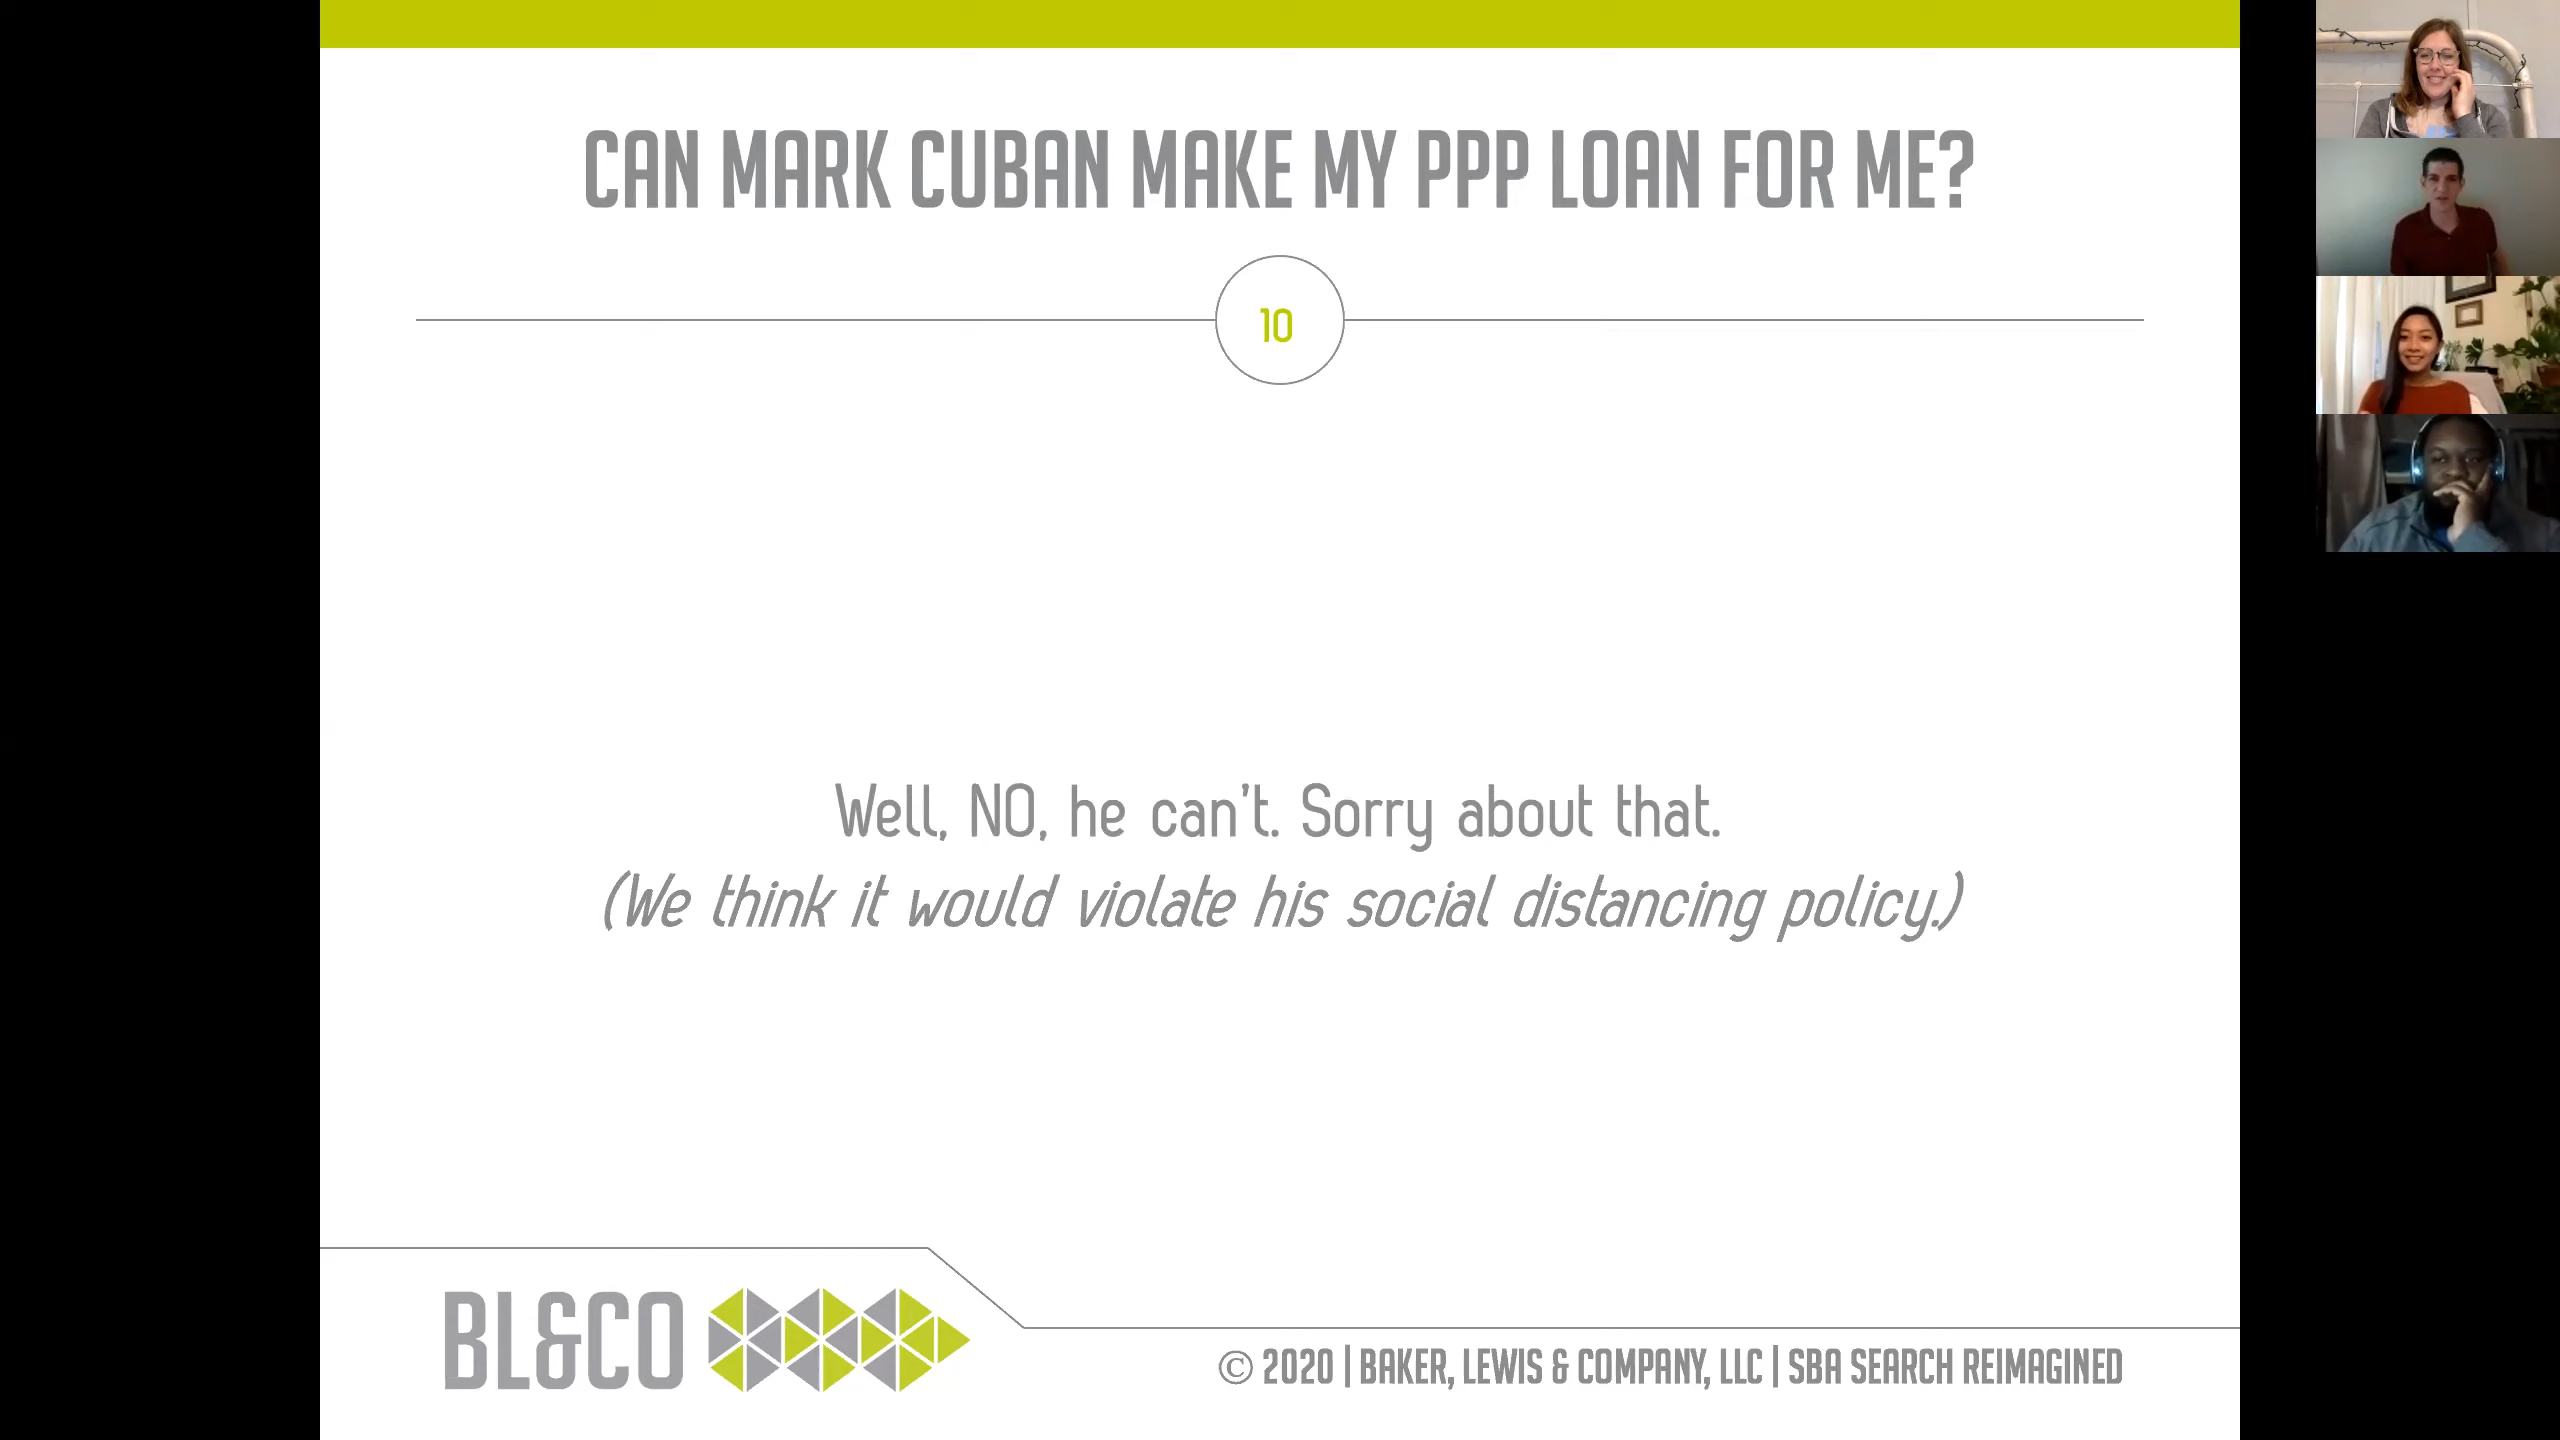 CAN MARK CUBAN MAKE MY PPP LOAN FOR ME?
10
Well, NO, he can't. Sorry about that.
(We think it would violate his social distancing policy.)
BL&CO
© 2020 | BAKER, LEWIS & COMPANY, LLC | SBA SEARCH REIMAGINED